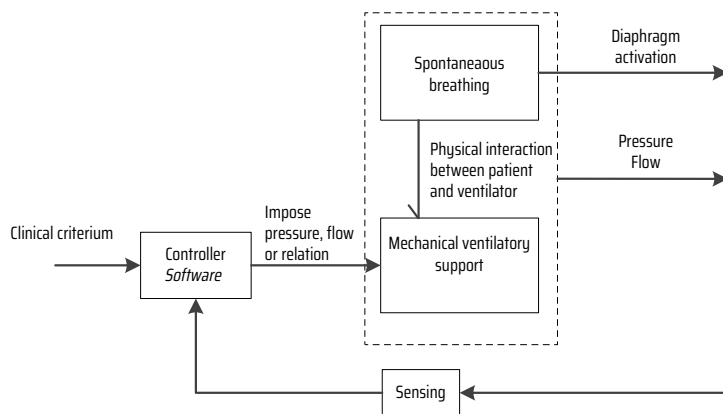 Diaphragm
activation
Spontaneous
breathing
Physical interaction
between patient
and ventilator
Pressure
Flow
Clinical criterium
Controller
Software
Impose
pressure, flow
or relation
Mechanical ventilatory
support
Sensing